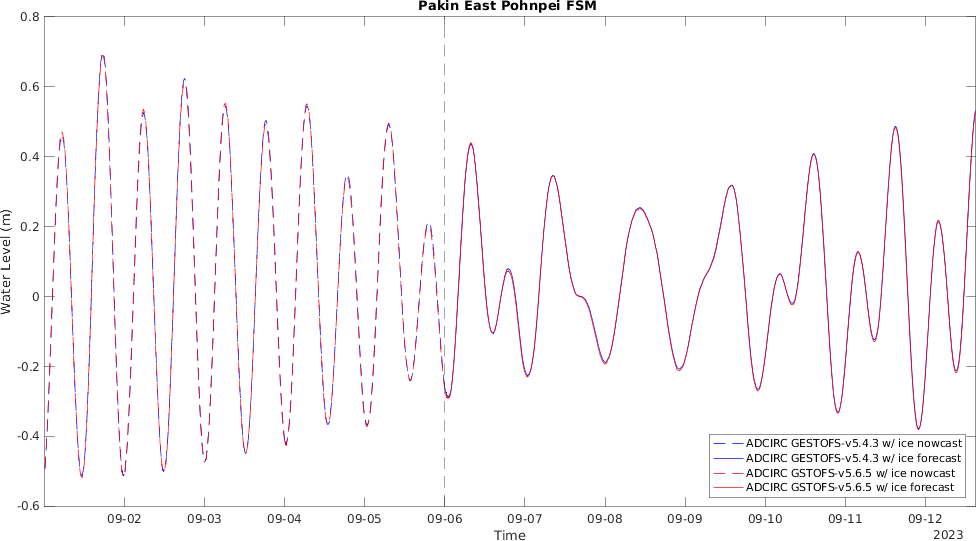 Pakin East Pohnpei FSM
0.8
0.6
0.4
0.2
0
-0.2
-0.4
-0.6
Water Level (m)
ADCIRC GESTOFS-v5.4.3 w/ ice nowcast
ADCIRC GESTOFS-v5.4.3 w/ ice forecast
ADCIRC GSTOFS-v5.6.5 w/ ice nowcast
ADCIRC GSTOFS-v5.6.5 w/ ice forecast
09-02 09-03 09-04 09-05 09-06 09-07 09-08 09-09 09-10 09-11 09-12
Time
2023